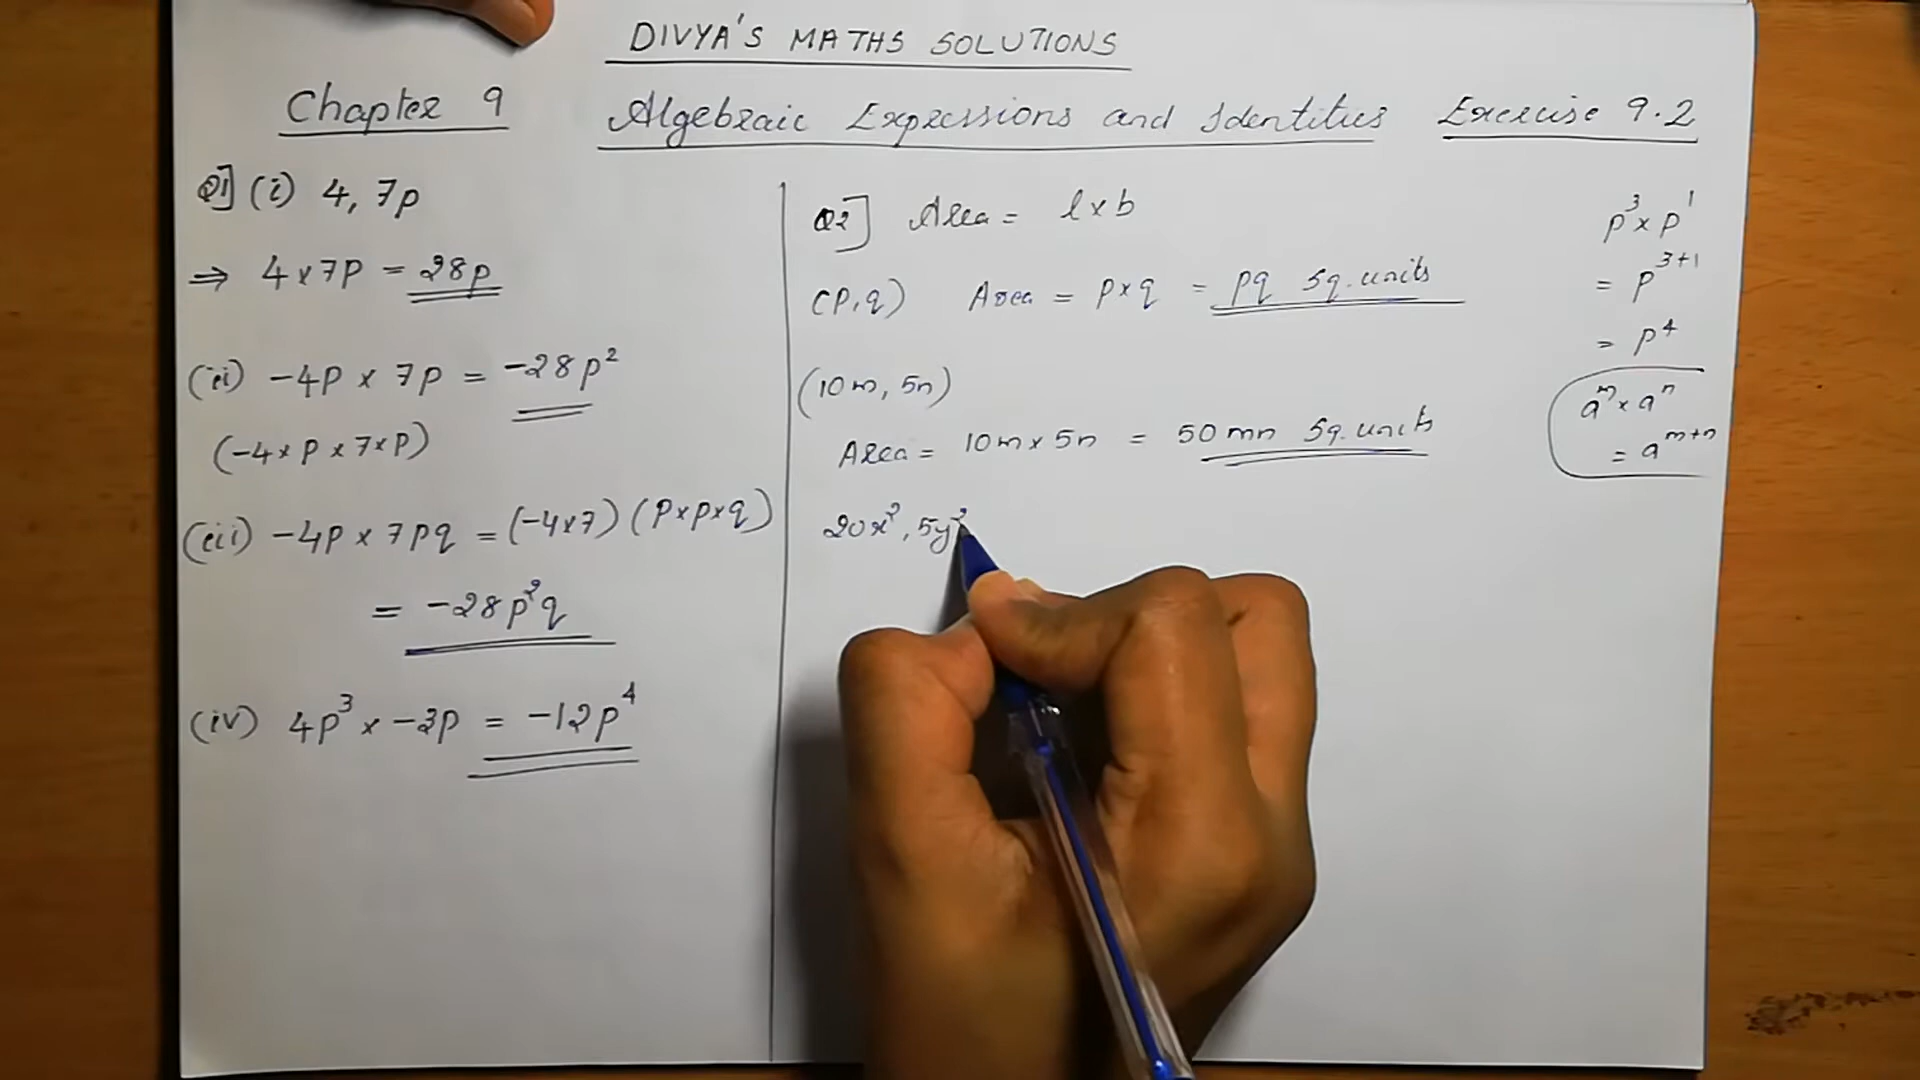 DIVYA'S MATHS SOLUTIONS
Chapter 9 Algebraic Expressions and Identities Exercise 9.2
Q1] (i) 4, 7p
⇒ 4 × 7p = 28p
(ii) -4p × 7p = -28p²
(-4 × p × 7 × p)
(iii) -4p × 7pq = (-4×7) (p×p×q)
= -28p²q
(iv) 4p³ × -3p = -12p⁴
Q2] Area = l × b
(p,q) Area = p × q = pq sq. units
(10m, 5n)
Area = 10m × 5n = 50mn sq. units
20x², 5y²
p³ × p¹
= p³⁺¹
= p⁴
aᵐ × aⁿ
= aᵐ⁺ⁿ